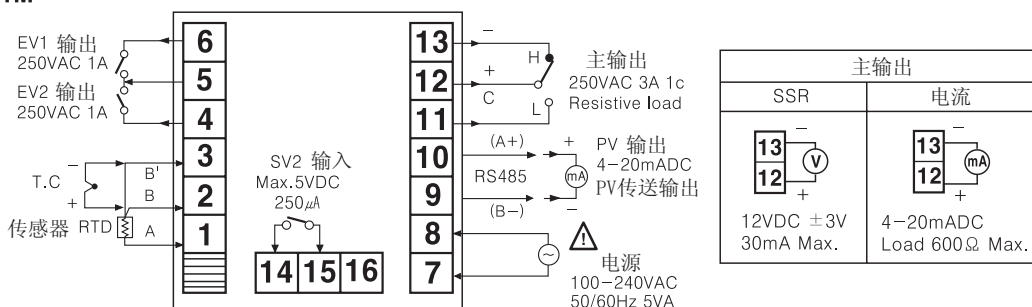 EV1 输出
250VAC 1A
EV2 输出
250VAC 1A
6
5
4
3
2
1
T.C
−
+
B'
B
A
传感器 RTD
SV2 输入
Max.5VDC
250㎂
14 15 16
13
12
11
10
9
8
7
−
H
+
C
L
主输出
250VAC 3A 1c
Resistive load
(A+)
RS485
(B−)
+
mA
−
PV 输出
4−20mADC
PV传送输出
电源
100−240VAC
50/60Hz 5VA
主输出
SSR
电流
−
13
V
12
+
12VDC ±3V
30mA Max.
−
13
mA
12
+
4−20mADC
Load 600Ω Max.